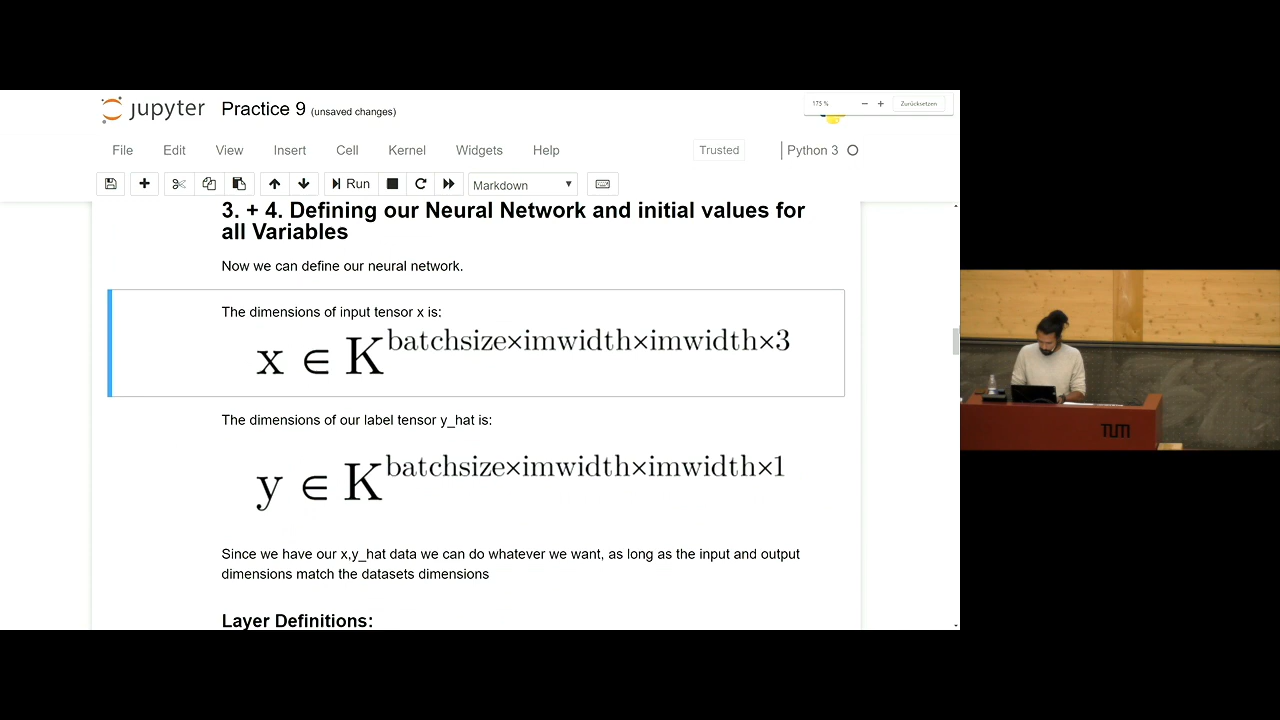 jupyter Practice 9 (unsaved changes)
175 % − + Zurücksetzen
File Edit View Insert Cell Kernel Widgets Help Trusted Python 3
Run Markdown
3. + 4. Defining our Neural Network and initial values for
all Variables
Now we can define our neural network.
The dimensions of input tensor x is:
x ∈ K^batchsize×imwidth×imwidth×3
The dimensions of our label tensor y_hat is:
y ∈ K^batchsize×imwidth×imwidth×1
Since we have our x,y_hat data we can do whatever we want, as long as the input and output
dimensions match the datasets dimensions
Layer Definitions:
TUM